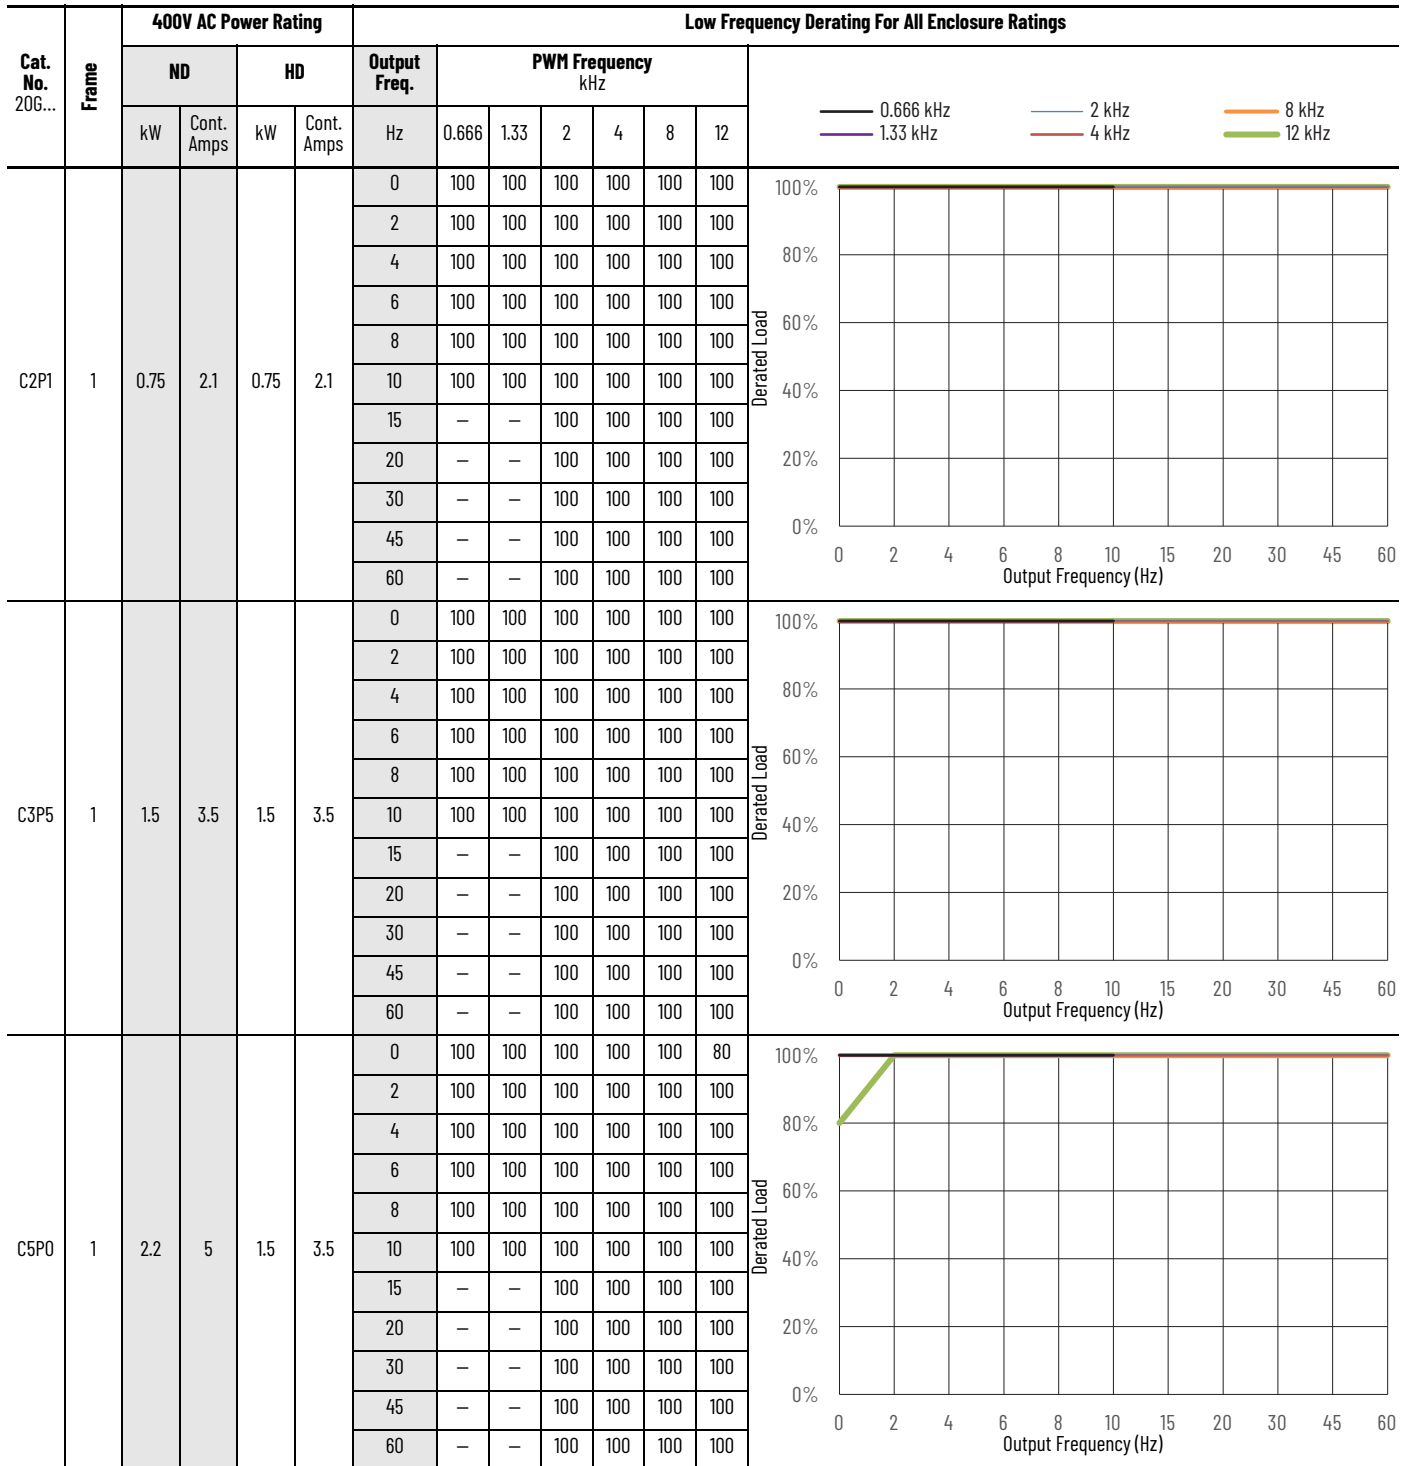 400V AC Power Rating Low Frequency Derating For All Enclosure Ratings
Cat. No. 20G... Frame ND HD Output Freq. PWM Frequency kHz
kW Cont. Amps kW Cont. Amps Hz 0.666 1.33 2 4 8 12
0.666 kHz 2 kHz 8 kHz
1.33 kHz 4 kHz 12 kHz
C2P1 1 0.75 2.1 0.75 2.1
0 100 100 100 100 100 100
2 100 100 100 100 100 100
4 100 100 100 100 100 100
6 100 100 100 100 100 100
8 100 100 100 100 100 100
10 100 100 100 100 100 100
15 – – 100 100 100 100
20 – – 100 100 100 100
30 – – 100 100 100 100
45 – – 100 100 100 100
60 – – 100 100 100 100
Derated Load
100%
80%
60%
40%
20%
0%
0 2 4 6 8 10 15 20 30 45 60
Output Frequency (Hz)
C3P5 1 1.5 3.5 1.5 3.5
0 100 100 100 100 100 100
2 100 100 100 100 100 100
4 100 100 100 100 100 100
6 100 100 100 100 100 100
8 100 100 100 100 100 100
10 100 100 100 100 100 100
15 – – 100 100 100 100
20 – – 100 100 100 100
30 – – 100 100 100 100
45 – – 100 100 100 100
60 – – 100 100 100 100
Derated Load
100%
80%
60%
40%
20%
0%
0 2 4 6 8 10 15 20 30 45 60
Output Frequency (Hz)
C5P0 1 2.2 5 1.5 3.5
0 100 100 100 100 100 80
2 100 100 100 100 100 100
4 100 100 100 100 100 100
6 100 100 100 100 100 100
8 100 100 100 100 100 100
10 100 100 100 100 100 100
15 – – 100 100 100 100
20 – – 100 100 100 100
30 – – 100 100 100 100
45 – – 100 100 100 100
60 – – 100 100 100 100
Derated Load
100%
80%
60%
40%
20%
0%
0 2 4 6 8 10 15 20 30 45 60
Output Frequency (Hz)